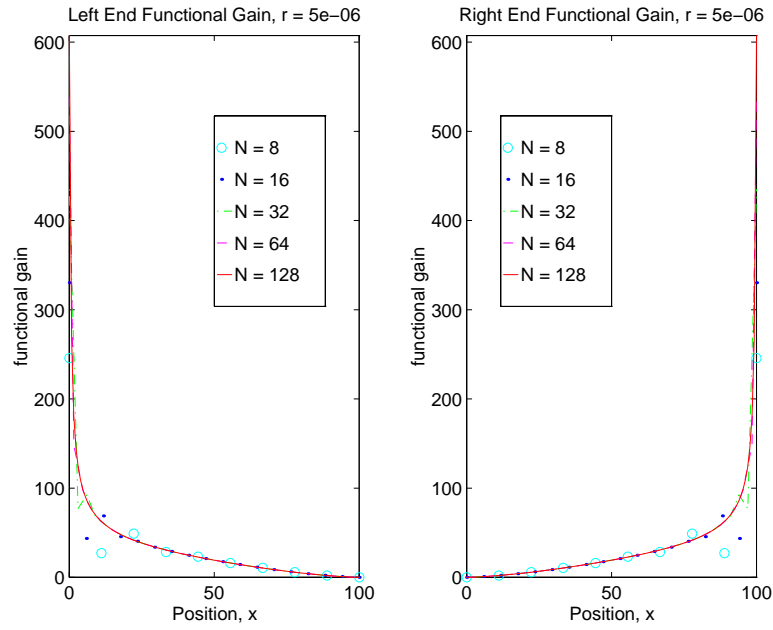 Left End Functional Gain, r = 5e−06
600
500
400
300
200
100
0
functional gain
0
50
100
Position, x
N = 8
N = 16
N = 32
N = 64
N = 128
Right End Functional Gain, r = 5e−06
600
500
400
300
200
100
0
functional gain
0
50
100
Position, x
N = 8
N = 16
N = 32
N = 64
N = 128